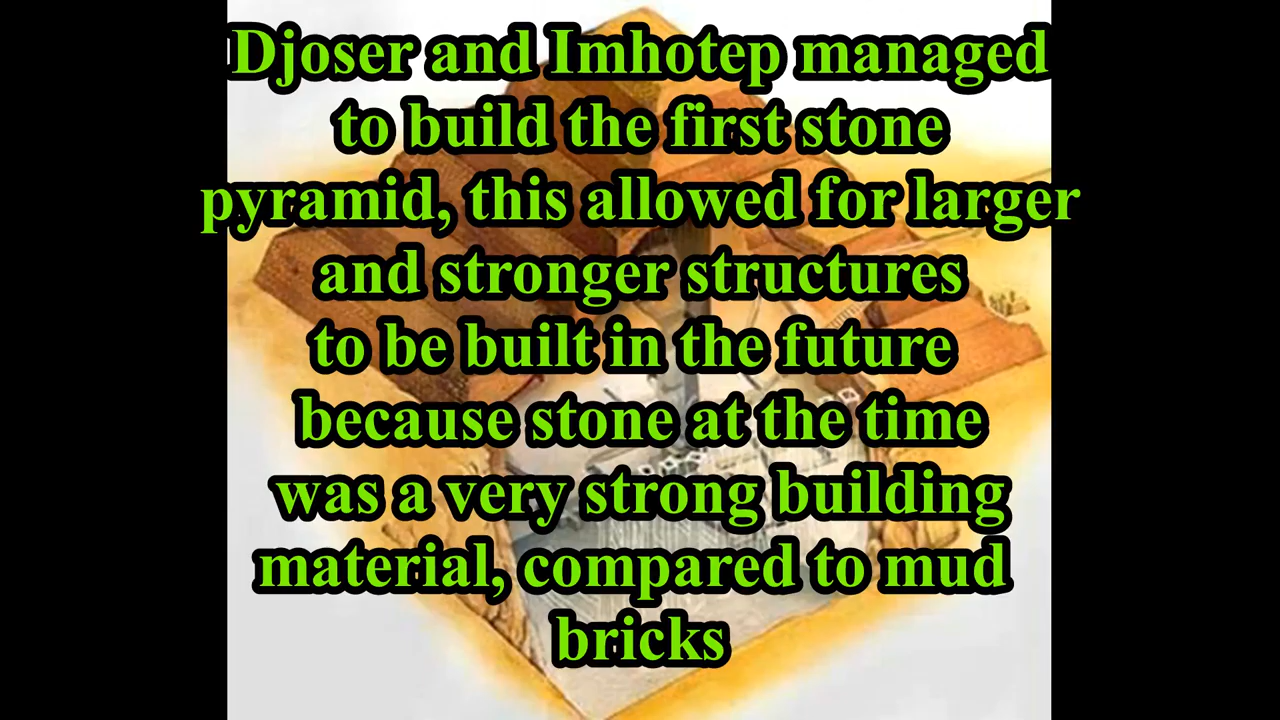 Djoser and Imhotep managed
to build the first stone
pyramid, this allowed for larger
and stronger structures
to be built in the future
because stone at the time
was a very strong building
material, compared to mud
bricks